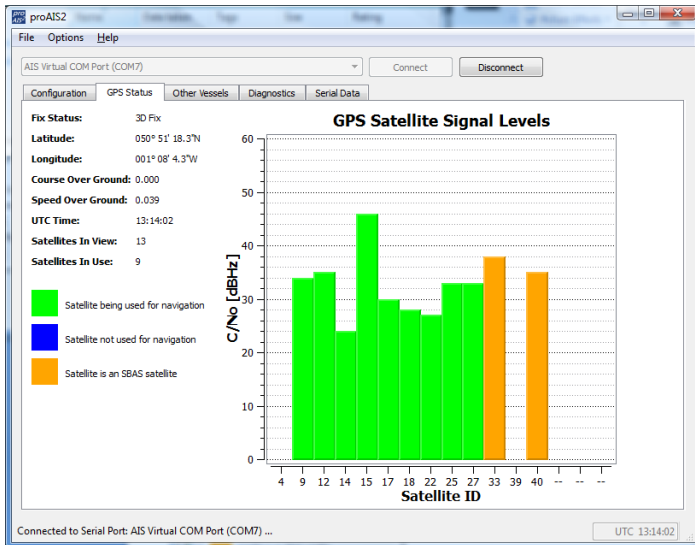 proAIS2
File Options Help
AIS Virtual COM Port (COM7) Connect Disconnect
Configuration GPS Status Other Vessels Diagnostics Serial Data
Fix Status: 3D Fix
Latitude: 050° 51' 18.3"N
Longitude: 001° 08' 4.3"W
Course Over Ground: 0.000
Speed Over Ground: 0.039
UTC Time: 13:14:02
Satellites In View: 13
Satellites In Use: 9
Satellite being used for navigation
Satellite not used for navigation
Satellite is an SBAS satellite
GPS Satellite Signal Levels
C/No [dBHz]
60
50
40
30
20
10
0
4 9 12 14 15 17 18 22 25 27 33 39 40 -- -- --
Satellite ID
Connected to Serial Port: AIS Virtual COM Port (COM7) ... UTC 13:14:02